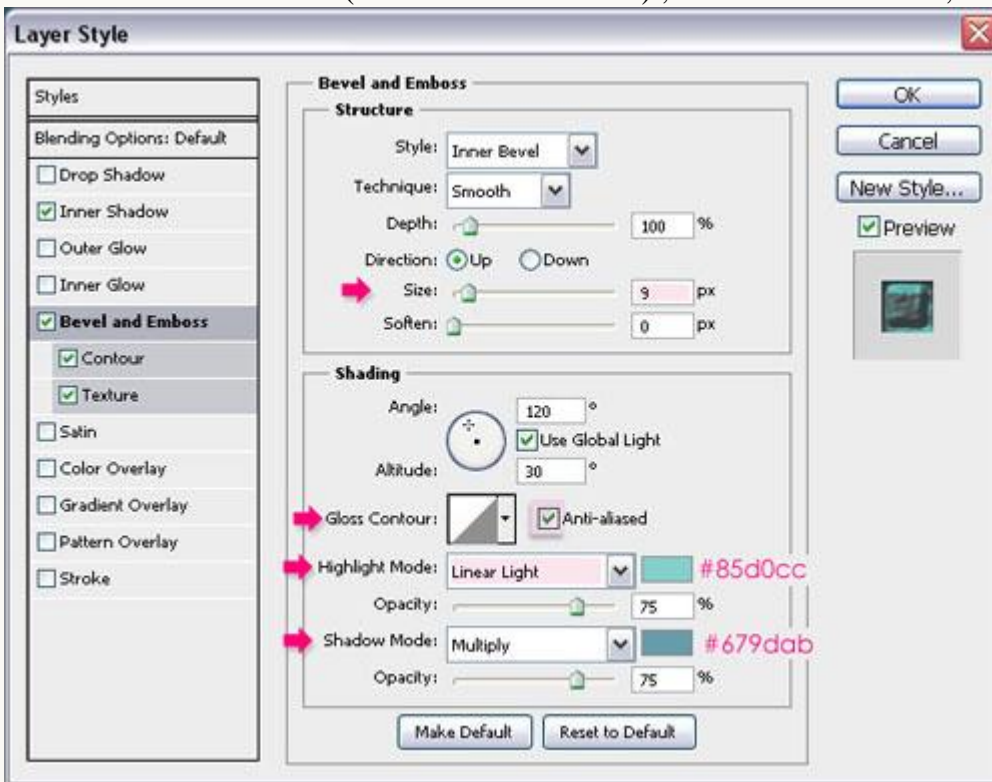 Layer Style
Styles
Blending Options: Default
Drop Shadow
Inner Shadow
Outer Glow
Inner Glow
Bevel and Emboss
Contour
Texture
Satin
Color Overlay
Gradient Overlay
Pattern Overlay
Stroke
Bevel and Emboss
Structure
Style: Inner Bevel
Technique: Smooth
Depth: 100 %
Direction: Up Down
Size: 9 px
Soften: 0 px
Shading
Angle: 120 °
Use Global Light
Altitude: 30 °
Gloss Contour: Anti-aliased
Highlight Mode: Linear Light #85d0cc
Opacity: 75 %
Shadow Mode: Multiply #679dab
Opacity: 75 %
Make Default Reset to Default
OK
Cancel
New Style...
Preview